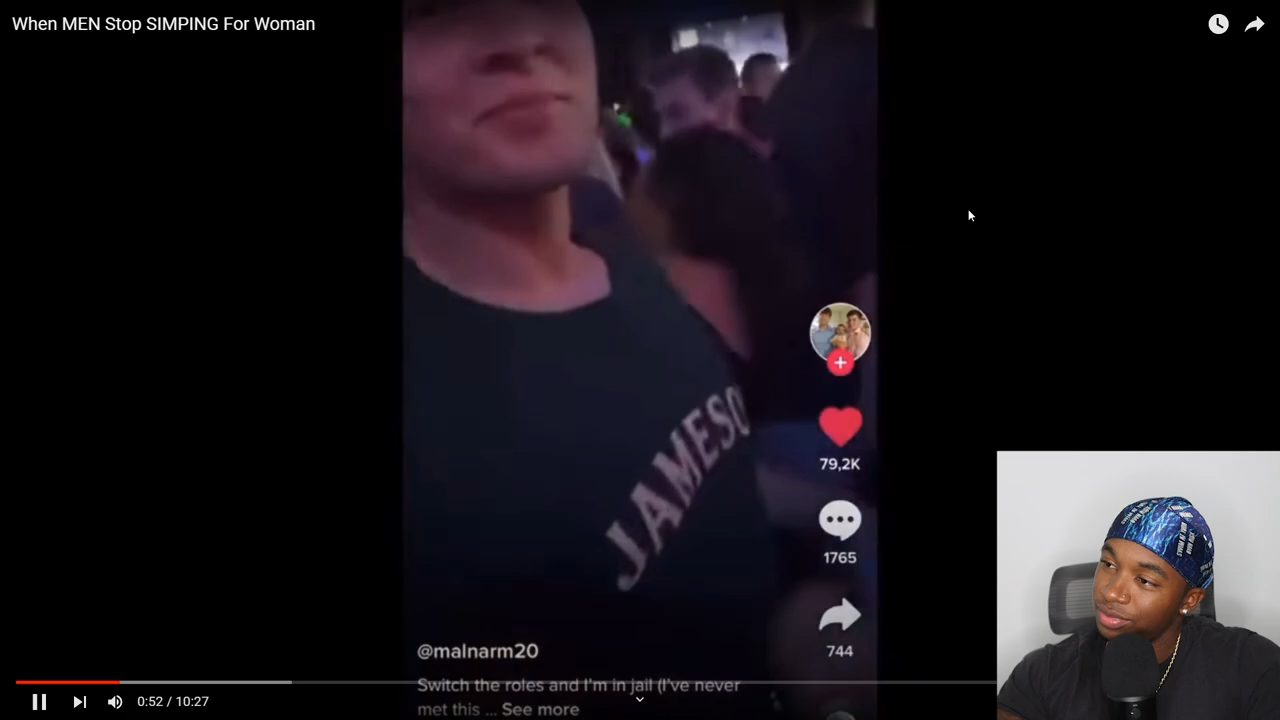 When MEN Stop SIMPING For Woman
JAMESO
79,2K
1765
744
@malnarm20
Switch the roles and I'm in jail (I've never
met this ... See more
0:52 / 10:27